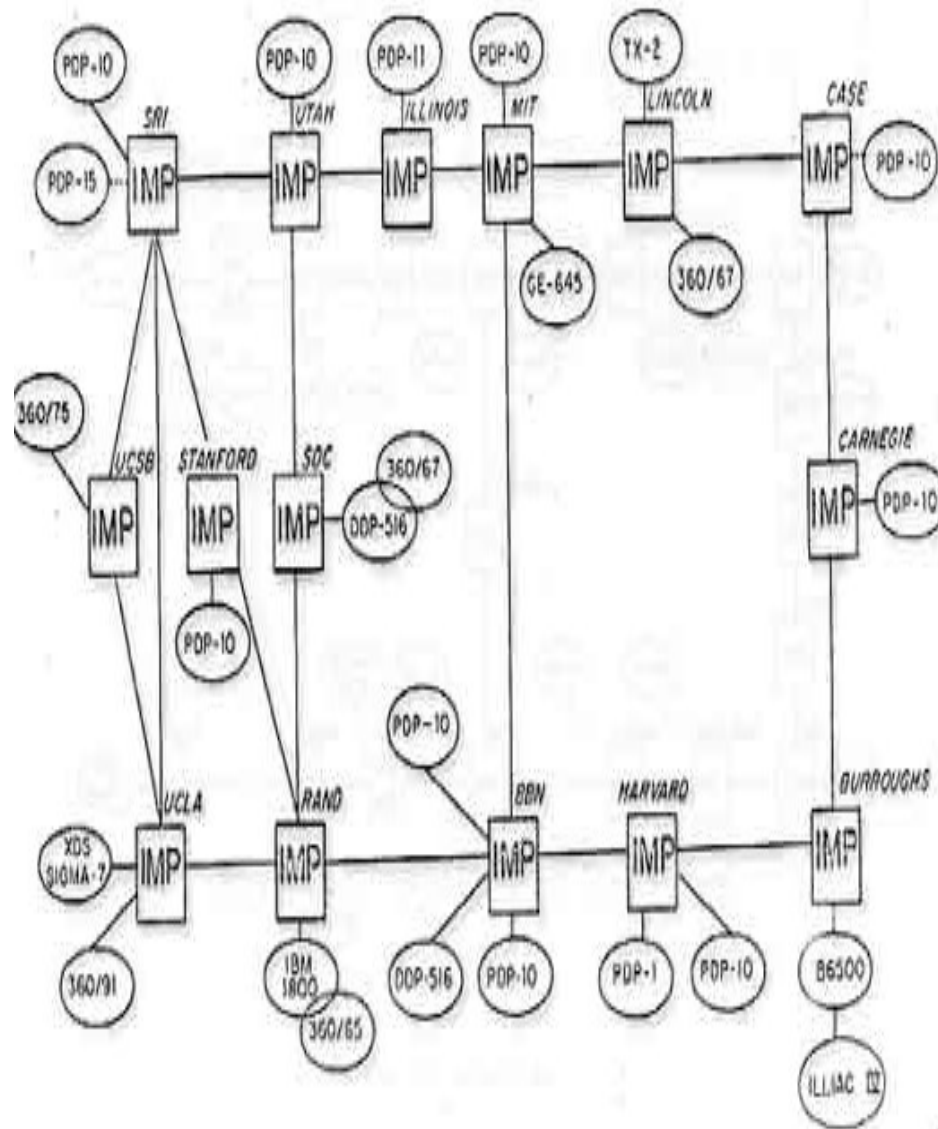 PDP-10
PDP-10
PDP-11
PDP-10
TX-2
SRI
UTAH
ILLINOIS
MIT
LINCOLN
CASE
IMP
IMP
IMP
IMP
IMP
IMP
PDP-15
PDP-10
GE-645
360/67
360/75
UCSB
STANFORD
SDC
360/67
CARNEGIE
IMP
IMP
IMP
DDP-516
IMP
PDP-10
PDP-10
PDP-10
UCLA
RAND
BBN
HARVARD
BURROUGHS
XDS
SIGMA-7
IMP
IMP
IMP
IMP
IMP
360/91
IBM
1800
360/65
DDP-516
PDP-10
PDP-1
PDP-10
B6500
ILLIAC IV